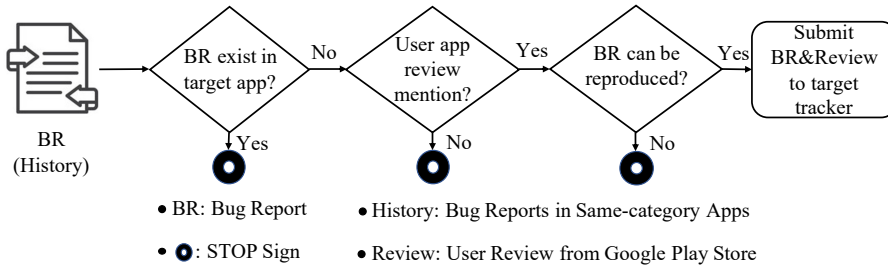 BR
(History)
BR exist in
target app?
Yes
No
User app
review
mention?
No
Yes
BR can be
reproduced?
No
Yes
Submit
BR&Review
to target
tracker
• BR: Bug Report
• History: Bug Reports in Same-category Apps
• : STOP Sign
• Review: User Review from Google Play Store